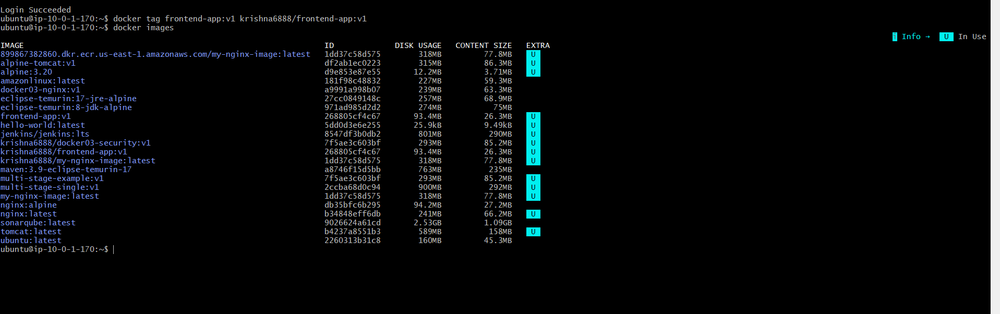 Login Succeeded
ubuntu@ip-10-0-1-170:~$ docker tag frontend-app:v1 krishna6888/frontend-app:v1
ubuntu@ip-10-0-1-170:~$ docker images
i Info → U In Use
IMAGE ID DISK USAGE CONTENT SIZE EXTRA
899867382860.dkr.ecr.us-east-1.amazonaws.com/my-nginx-image:latest 1dd37c58d575 318MB 77.8MB U
alpine-tomcat:v1 df2ab1ec0223 315MB 86.3MB U
alpine:3.20 d9e853e87e55 12.2MB 3.71MB U
amazonlinux:latest 181f98c48832 227MB 59.3MB
docker03-nginx:v1 a9991a998b07 239MB 63.3MB
eclipse-temurin:17-jre-alpine 27cc0849148c 257MB 68.9MB
eclipse-temurin:8-jdk-alpine 971ad985d2d2 274MB 75MB
frontend-app:v1 268805cf4c67 93.4MB 26.3MB U
hello-world:latest 5dd0d3e6e255 25.9kB 9.49kB U
jenkins/jenkins:lts 8547df3b0db2 801MB 290MB U
krishna6888/docker03-security:v1 7f5ae3c603bf 293MB 85.2MB U
krishna6888/frontend-app:v1 268805cf4c67 93.4MB 26.3MB U
krishna6888/my-nginx-image:latest 1dd37c58d575 318MB 77.8MB U
maven:3.9-eclipse-temurin-17 a8746f15d5bb 763MB 235MB
multi-stage-example:v1 7f5ae3c603bf 293MB 85.2MB U
multi-stage-single:v1 2ccba68d0c94 900MB 292MB U
my-nginx-image:latest 1dd37c58d575 318MB 77.8MB U
nginx:alpine db35bfc6b295 94.2MB 27.2MB
nginx:latest b34848eff6db 241MB 66.2MB U
sonarqube:latest 9026624a61cd 2.53GB 1.09GB
tomcat:latest b4237a8551b3 589MB 158MB U
ubuntu:latest 2260313b31c8 160MB 45.3MB
ubuntu@ip-10-0-1-170:~$